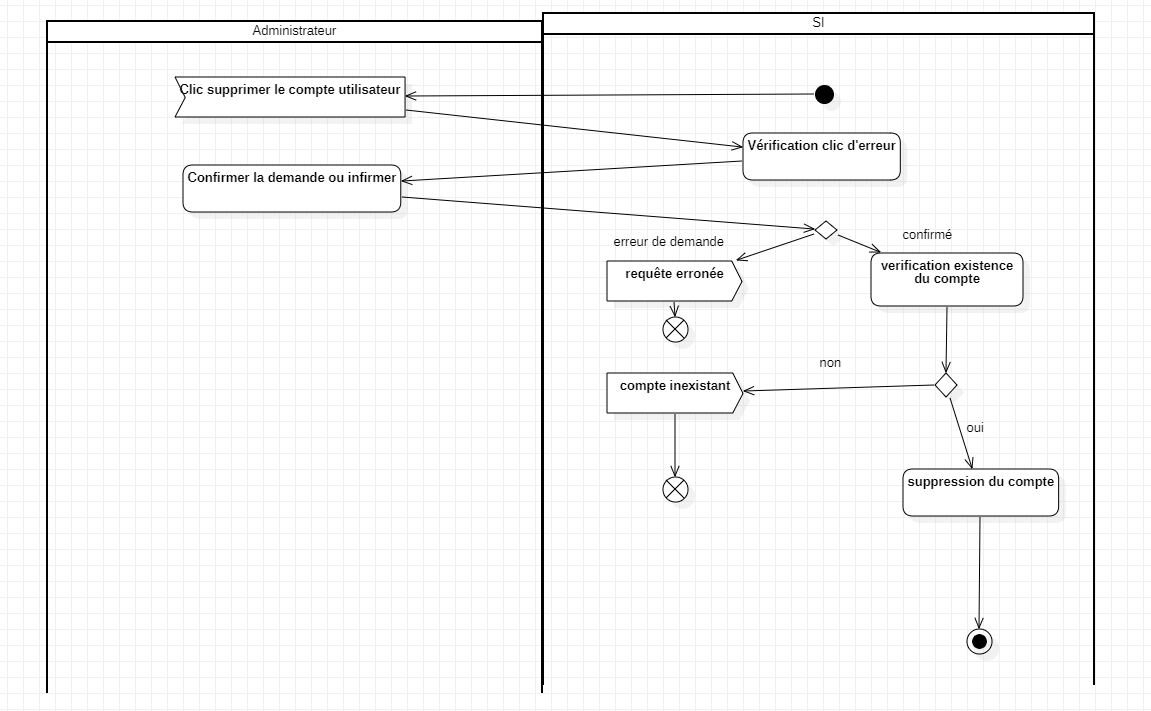 Administrateur
SI
Clic supprimer le compte utilisateur
Vérification clic d'erreur
Confirmer la demande ou infirmer
erreur de demande
confirmé
requête erronée
verification existence
du compte
non
compte inexistant
oui
suppression du compte